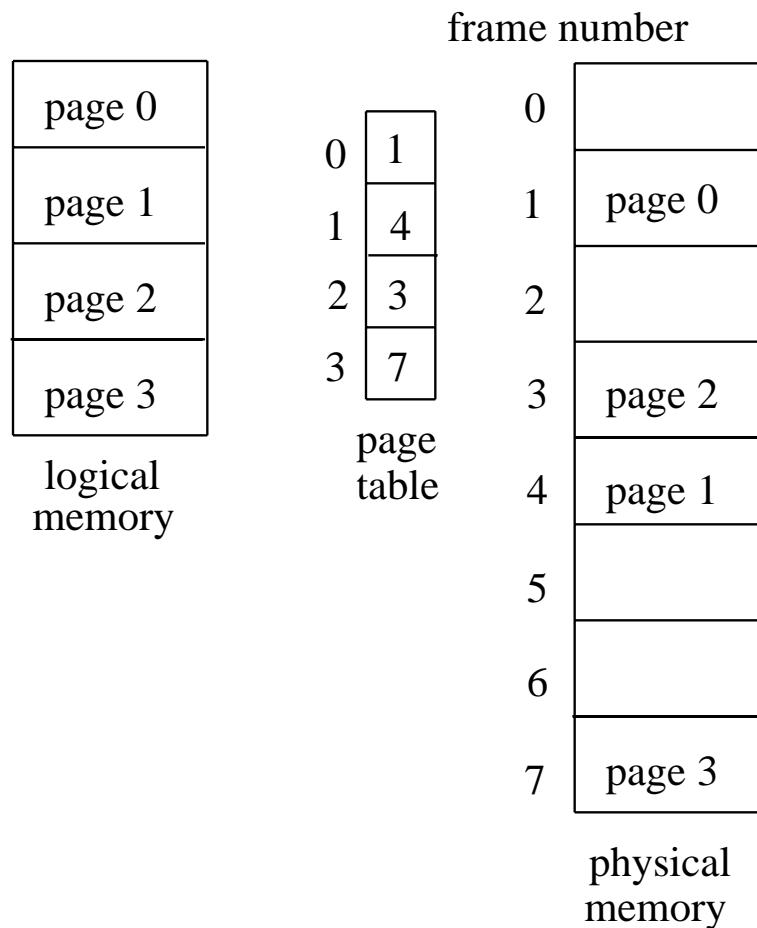 frame number
page 0
page 1
page 2
page 3
logical
memory
0 1
1 4
2 3
3 7
page
table
0
1 page 0
2
3 page 2
4 page 1
5
6
7 page 3
physical
memory